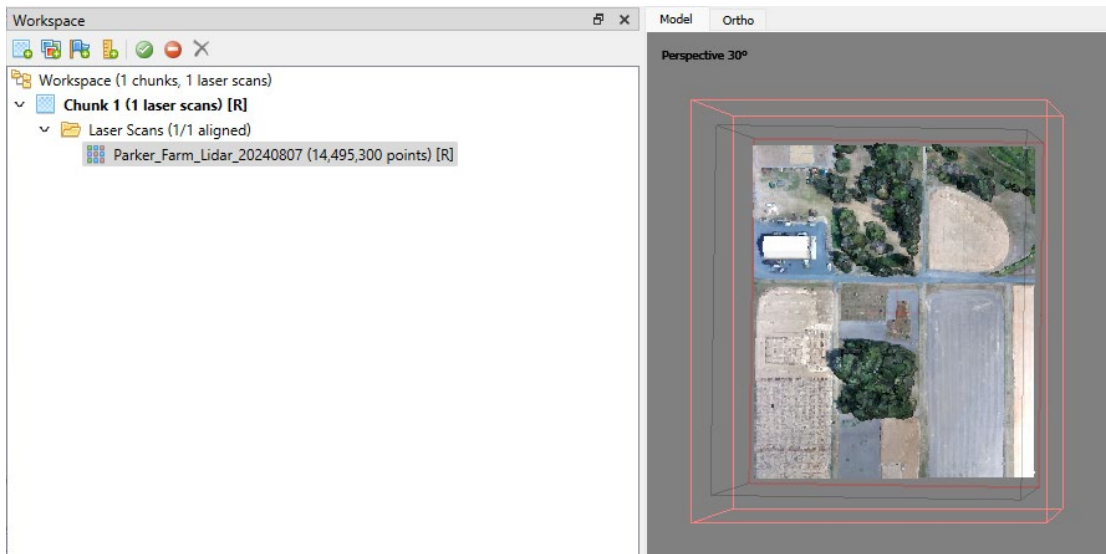 Workspace
Workspace (1 chunks, 1 laser scans)
Chunk 1 (1 laser scans) [R]
Laser Scans (1/1 aligned)
Parker_Farm_Lidar_20240807 (14,495,300 points) [R]
Model Ortho
Perspective 30°